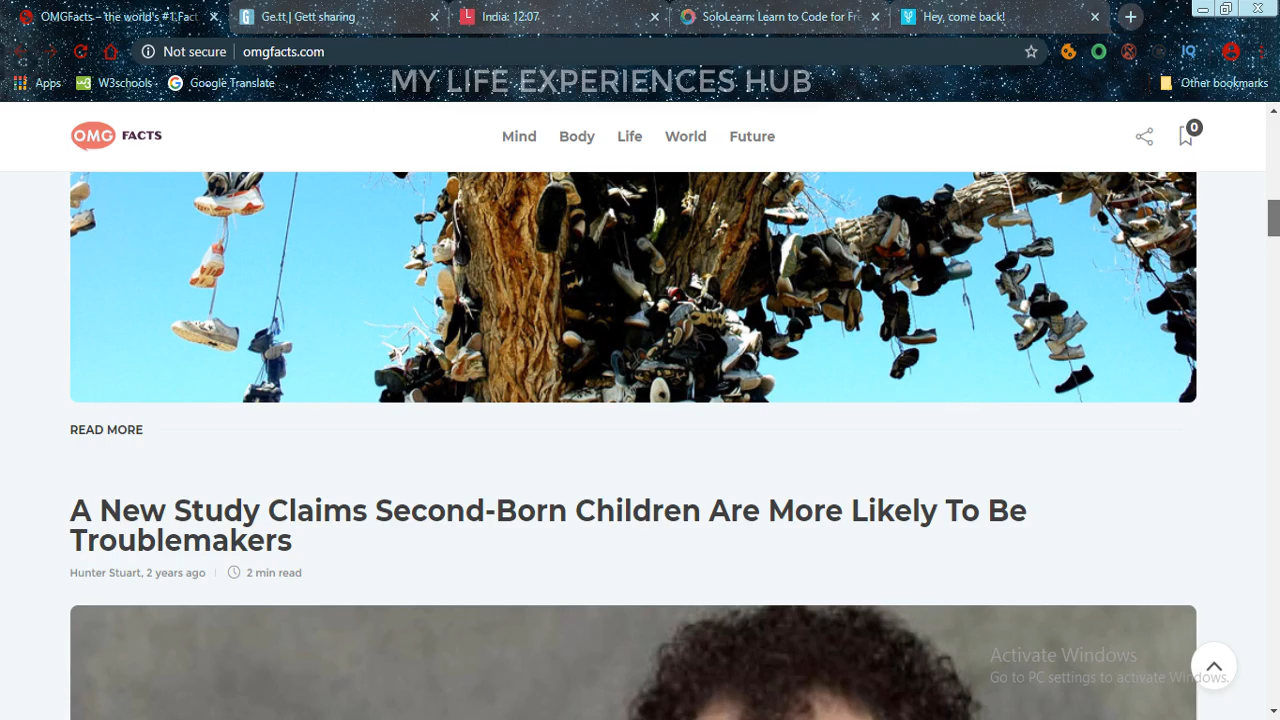 OMGFacts – the world's #1 Fact
Ge.tt | Gett sharing
India: 12:07
SoloLearn: Learn to Code for Fre
Hey, come back!
Not secure
omgfacts.com
Apps
W3schools
Google Translate
MY LIFE EXPERIENCES HUB
Other bookmarks
OMG FACTS
Mind
Body
Life
World
Future
0
READ MORE
A New Study Claims Second-Born Children Are More Likely To Be
Troublemakers
Hunter Stuart, 2 years ago
2 min read
Activate Windows
Go to PC settings to activate Windows.